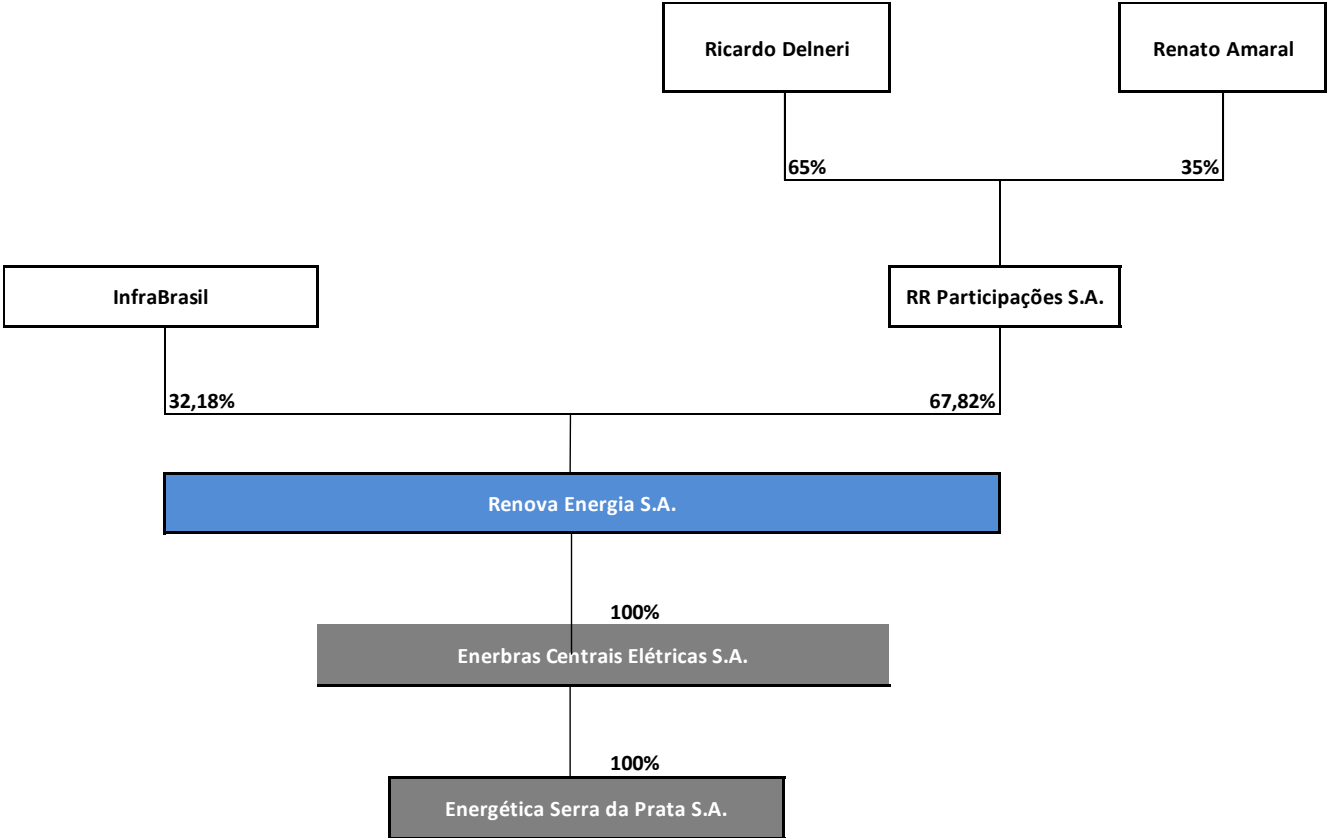 Ricardo Delneri
Renato Amaral
65%
35%
InfraBrasil
RR Participações S.A.
32,18%
67,82%
Renova Energia S.A.
100%
Enerbras Centrais Elétricas S.A.
100%
Energética Serra da Prata S.A.